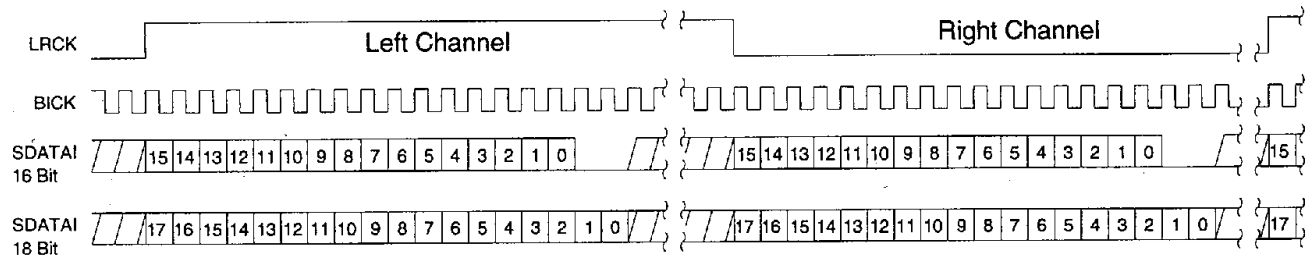 LRCK Left Channel Right Channel
BICK
SDATAI 15 14 13 12 11 10 9 8 7 6 5 4 3 2 1 0 15 14 13 12 11 10 9 8 7 6 5 4 3 2 1 0 15
16 Bit
SDATAI 17 16 15 14 13 12 11 10 9 8 7 6 5 4 3 2 1 0 17 16 15 14 13 12 11 10 9 8 7 6 5 4 3 2 1 0 17
18 Bit